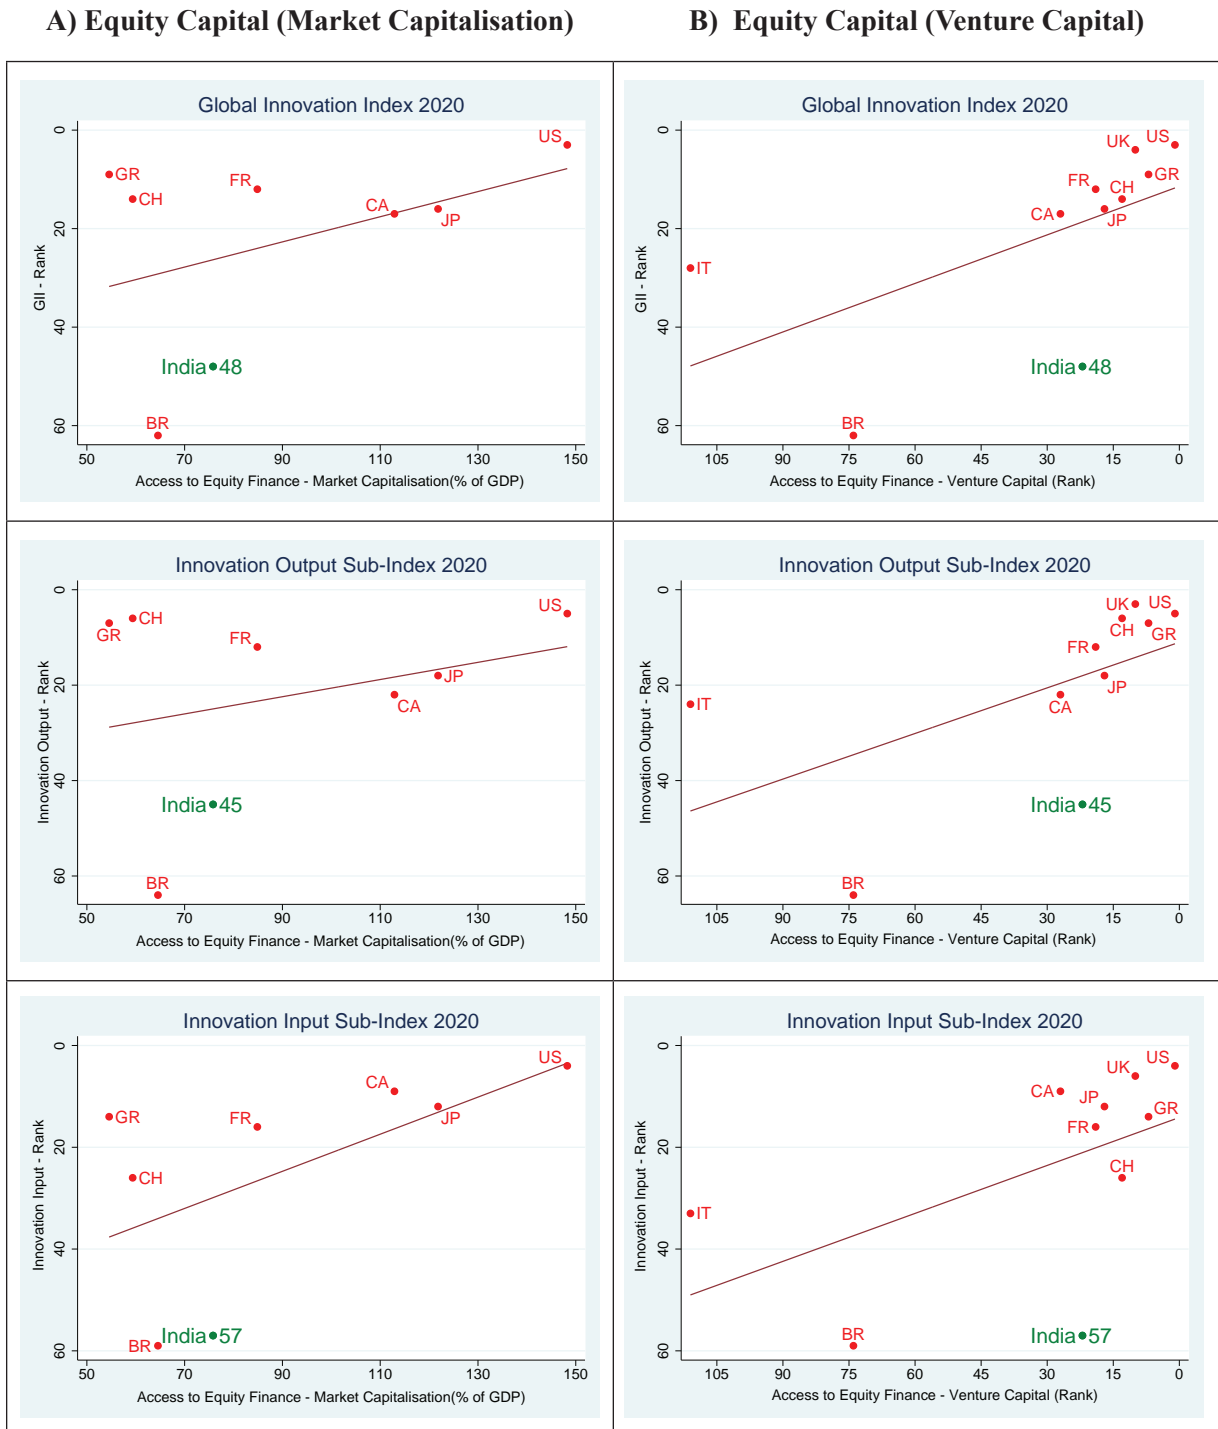 A) Equity Capital (Market Capitalisation)
B) Equity Capital (Venture Capital)
Global Innovation Index 2020
GII - Rank
0
20
40
60
US
GR
CH
FR
CA
JP
India 48
BR
50 70 90 110 130 150
Access to Equity Finance - Market Capitalisation(% of GDP)
Global Innovation Index 2020
GII - Rank
0
20
40
60
UK US
FR CH GR
CA JP
IT
India 48
BR
105 90 75 60 45 30 15 0
Access to Equity Finance - Venture Capital (Rank)
Innovation Output Sub-Index 2020
Innovation Output - Rank
0
20
40
60
US
CH
GR
FR
JP
CA
India 45
BR
50 70 90 110 130 150
Access to Equity Finance - Market Capitalisation(% of GDP)
Innovation Output Sub-Index 2020
Innovation Output - Rank
0
20
40
60
UK US
CH GR
FR
JP
IT
CA
India 45
BR
105 90 75 60 45 30 15 0
Access to Equity Finance - Venture Capital (Rank)
Innovation Input Sub-Index 2020
Innovation Input - Rank
0
20
40
60
US
CA
GR FR JP
CH
BR India 57
50 70 90 110 130 150
Access to Equity Finance - Market Capitalisation(% of GDP)
Innovation Input Sub-Index 2020
Innovation Input - Rank
0
20
40
60
UK US
CA JP GR
FR
CH
IT
BR India 57
105 90 75 60 45 30 15 0
Access to Equity Finance - Venture Capital (Rank)